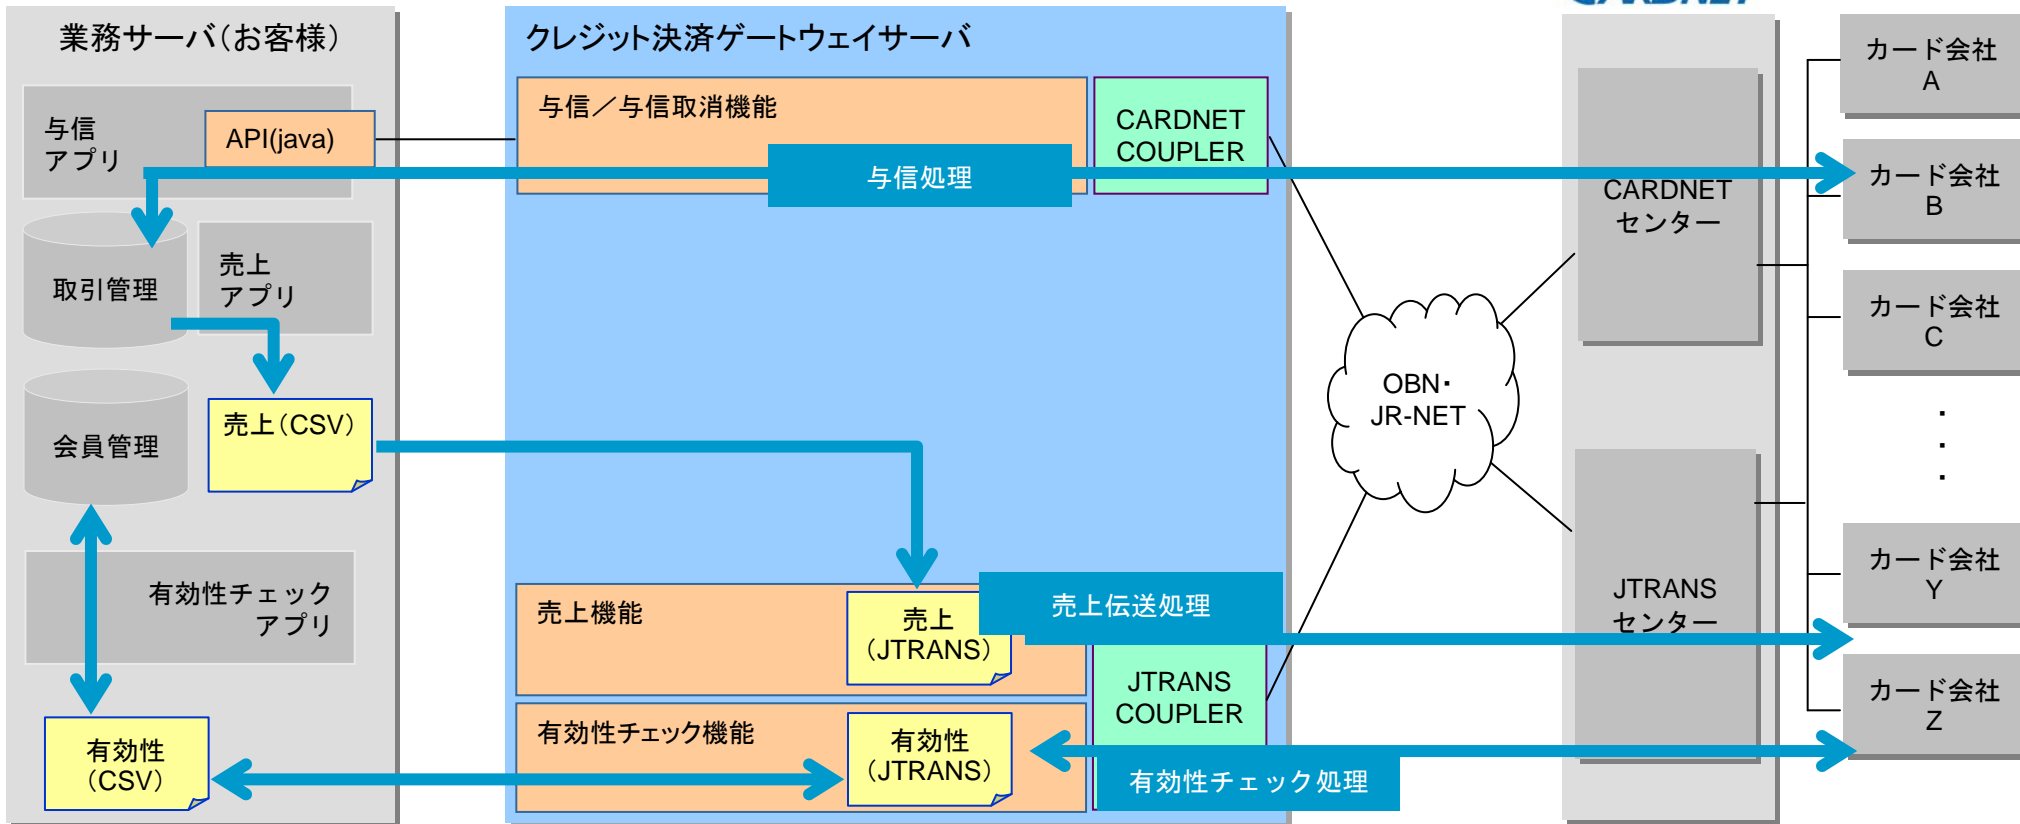 業務サーバ(お客様)
与信
アプリ
API(java)
取引管理
売上
アプリ
会員管理
売上(CSV)
有効性チェック
アプリ
有効性
(CSV)
クレジット決済ゲートウェイサーバ
与信/与信取消機能
CARDNET
COUPLER
与信処理
売上機能
売上
(JTRANS)
売上伝送処理
JTRANS
COUPLER
有効性チェック機能
有効性
(JTRANS)
有効性チェック処理
OBN・
JR-NET
CARDNET
CARDNET
センター
JTRANS
センター
カード会社
A
カード会社
B
カード会社
C
・
・
・
カード会社
Y
カード会社
Z